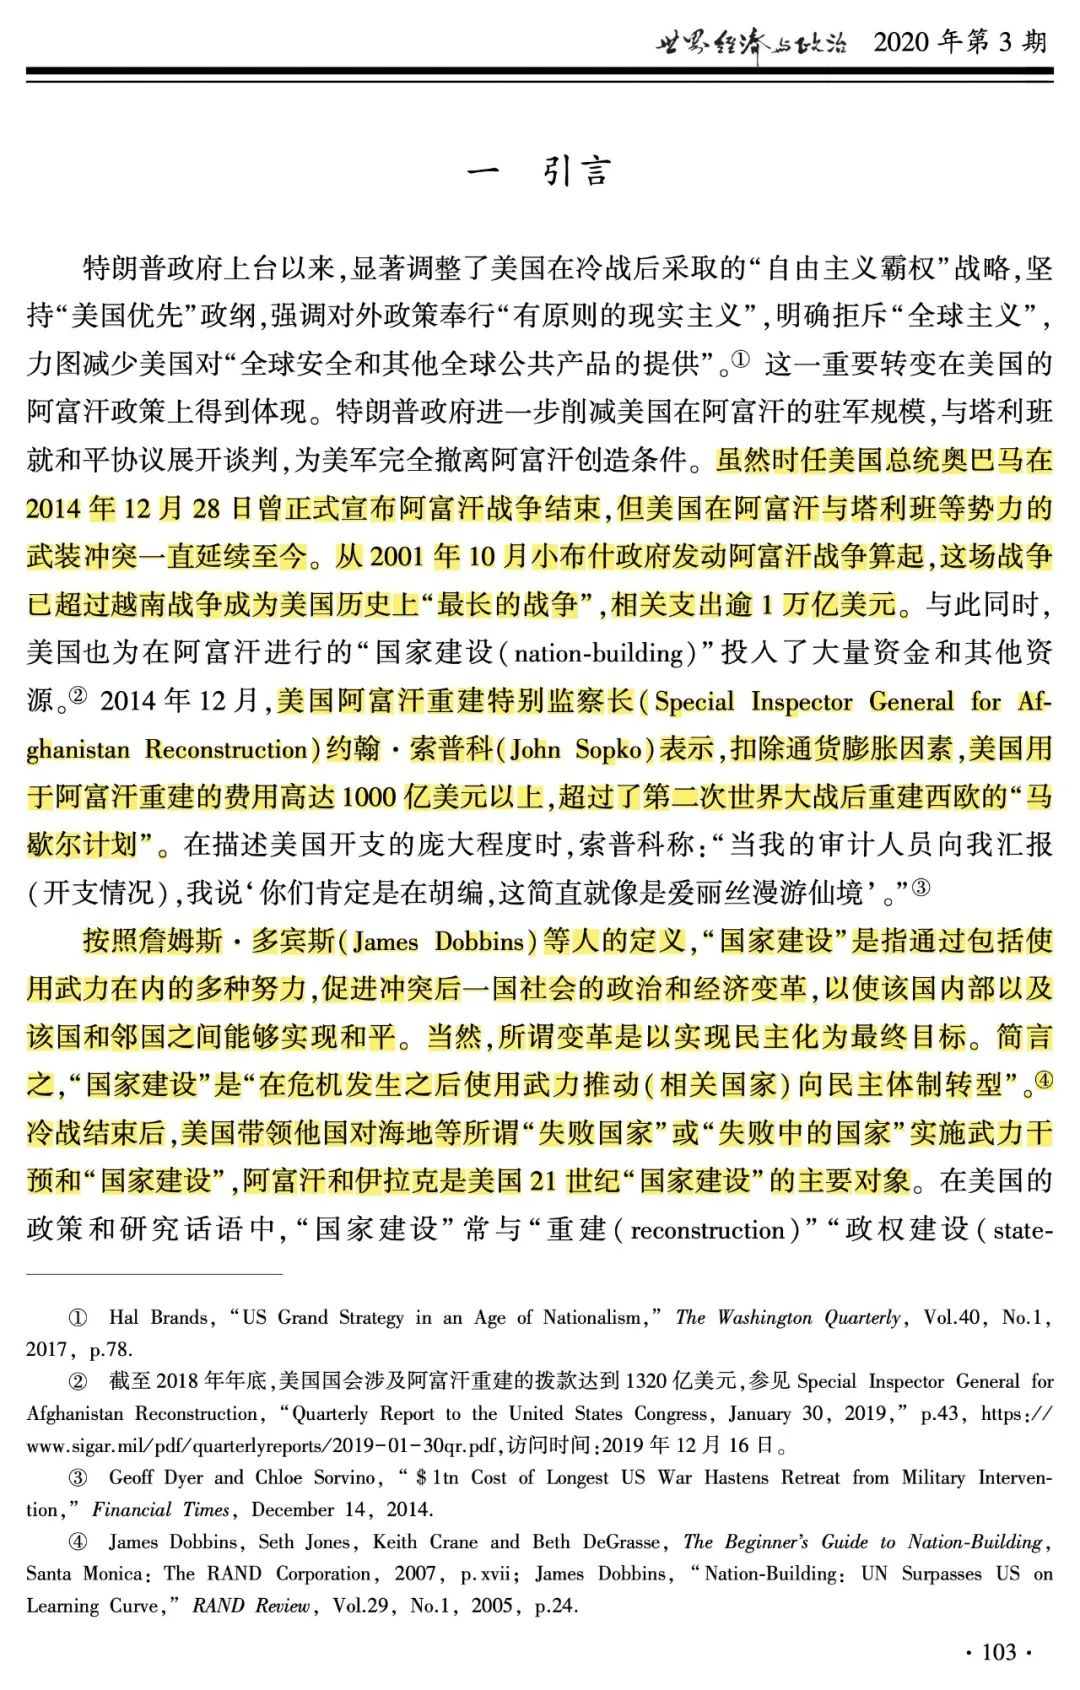 世界经济与政治 2020 年第 3 期
一 引言
特朗普政府上台以来,显著调整了美国在冷战后采取的“自由主义霸权”战略,坚
持“美国优先”政纲,强调对外政策奉行“有原则的现实主义”,明确拒斥“全球主义”,
力图减少美国对“全球安全和其他全球公共产品的提供”。① 这一重要转变在美国的
阿富汗政策上得到体现。特朗普政府进一步削减美国在阿富汗的驻军规模,与塔利班
就和平协议展开谈判,为美军完全撤离阿富汗创造条件。虽然时任美国总统奥巴马在
2014 年 12 月 28 日曾正式宣布阿富汗战争结束,但美国在阿富汗与塔利班等势力的
武装冲突一直延续至今。从 2001 年 10 月小布什政府发动阿富汗战争算起,这场战争
已超过越南战争成为美国历史上“最长的战争”,相关支出逾 1 万亿美元。与此同时,
美国也为在阿富汗进行的“国家建设(nation-building)”投入了大量资金和其他资
源。② 2014 年 12 月,美国阿富汗重建特别监察长(Special Inspector General for Af-
ghanistan Reconstruction)约翰·索普科(John Sopko)表示,扣除通货膨胀因素,美国用
于阿富汗重建的费用高达 1000 亿美元以上,超过了第二次世界大战后重建西欧的“马
歇尔计划”。在描述美国开支的庞大程度时,索普科称:“当我的审计人员向我汇报
(开支情况),我说‘你们肯定是在胡编,这简直就像是爱丽丝漫游仙境’。”③
按照詹姆斯·多宾斯(James Dobbins)等人的定义,“国家建设”是指通过包括使
用武力在内的多种努力,促进冲突后一国社会的政治和经济变革,以使该国内部以及
该国和邻国之间能够实现和平。当然,所谓变革是以实现民主化为最终目标。简言
之,“国家建设”是“在危机发生之后使用武力推动(相关国家)向民主体制转型”。④
冷战结束后,美国带领他国对海地等所谓“失败国家”或“失败中的国家”实施武力干
预和“国家建设”,阿富汗和伊拉克是美国 21 世纪“国家建设”的主要对象。在美国的
政策和研究话语中,“国家建设”常与“重建(reconstruction)”“政权建设(state-
① Hal Brands, “US Grand Strategy in an Age of Nationalism,” The Washington Quarterly, Vol.40, No.1,
2017, p.78.
② 截至 2018 年年底,美国国会涉及阿富汗重建的拨款达到 1320 亿美元,参见 Special Inspector General for
Afghanistan Reconstruction, “Quarterly Report to the United States Congress, January 30, 2019,” p.43, https://
www.sigar.mil/pdf/quarterlyreports/2019-01-30qr.pdf,访问时间:2019 年 12 月 16 日。
③ Geoff Dyer and Chloe Sorvino, “$1tn Cost of Longest US War Hastens Retreat from Military Interven-
tion,” Financial Times, December 14, 2014.
④ James Dobbins, Seth Jones, Keith Crane and Beth DeGrasse, The Beginner's Guide to Nation-Building,
Santa Monica: The RAND Corporation, 2007, p.xvii; James Dobbins, “Nation-Building: UN Surpasses US on
Learning Curve,” RAND Review, Vol.29, No.1, 2005, p.24.
· 103 ·